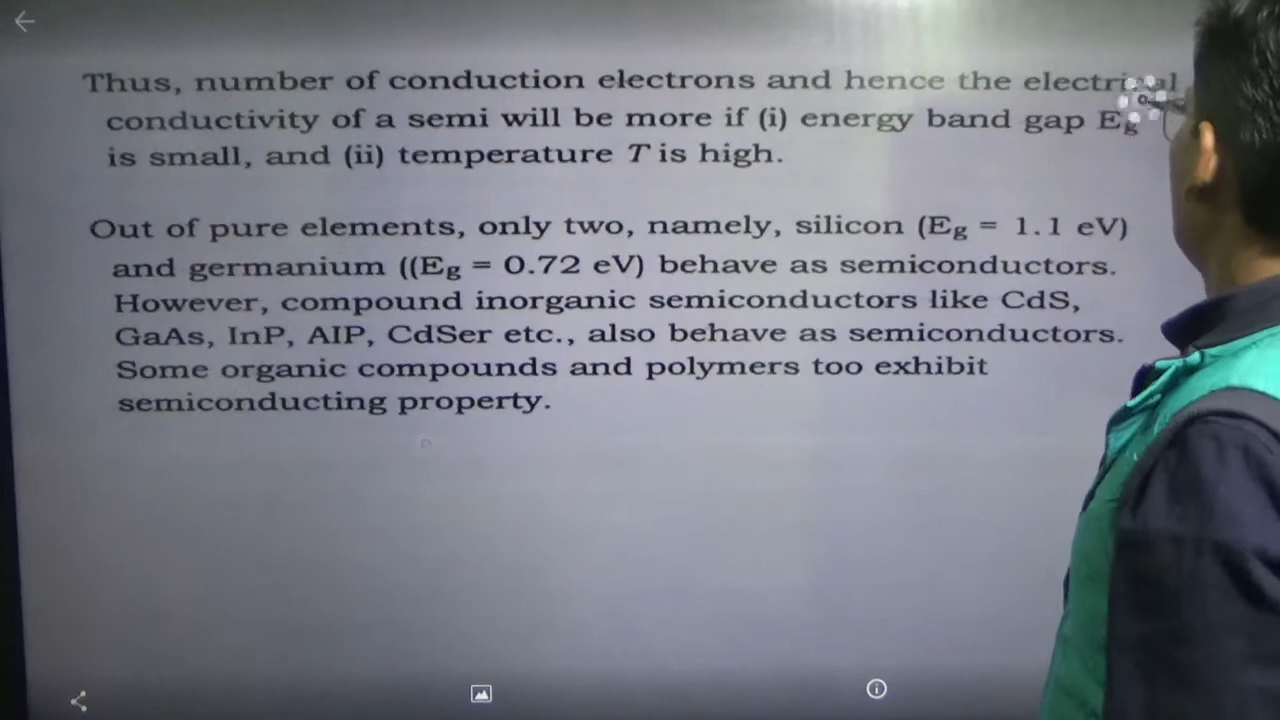 Thus, number of conduction electrons and hence the electrical
conductivity of a semi will be more if (i) energy band gap Eg
is small, and (ii) temperature T is high.
Out of pure elements, only two, namely, silicon (Eg = 1.1 eV)
and germanium ((Eg = 0.72 eV) behave as semiconductors.
However, compound inorganic semiconductors like CdS,
GaAs, InP, AIP, CdSer etc., also behave as semiconductors.
Some organic compounds and polymers too exhibit
semiconducting property.